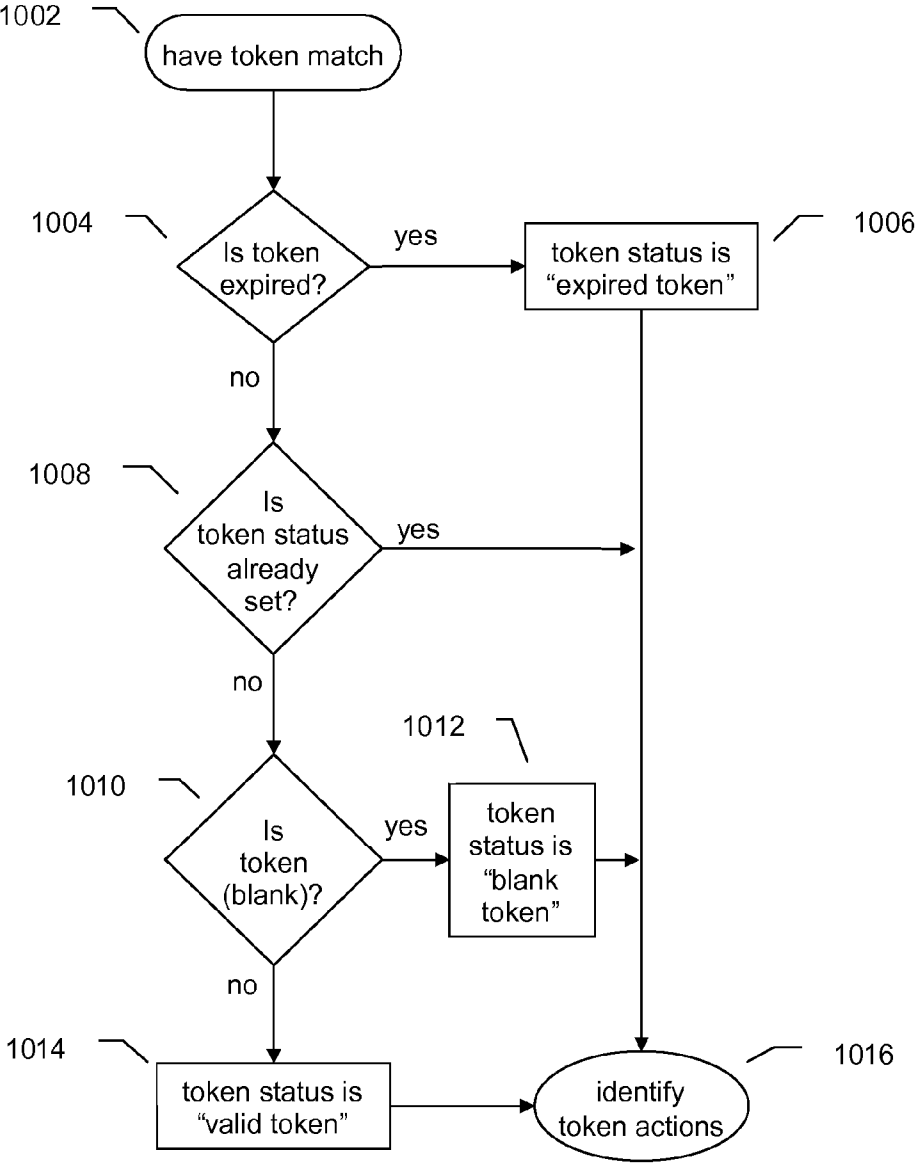 1002
have token match
1004
Is token
expired?
yes
token status is
“expired token”
1006
no
1008
Is
token status
already
set?
yes
no
1010
Is
token
(blank)?
yes
1012
token
status is
“blank
token”
no
1014
token status is
“valid token”
identify
token actions
1016